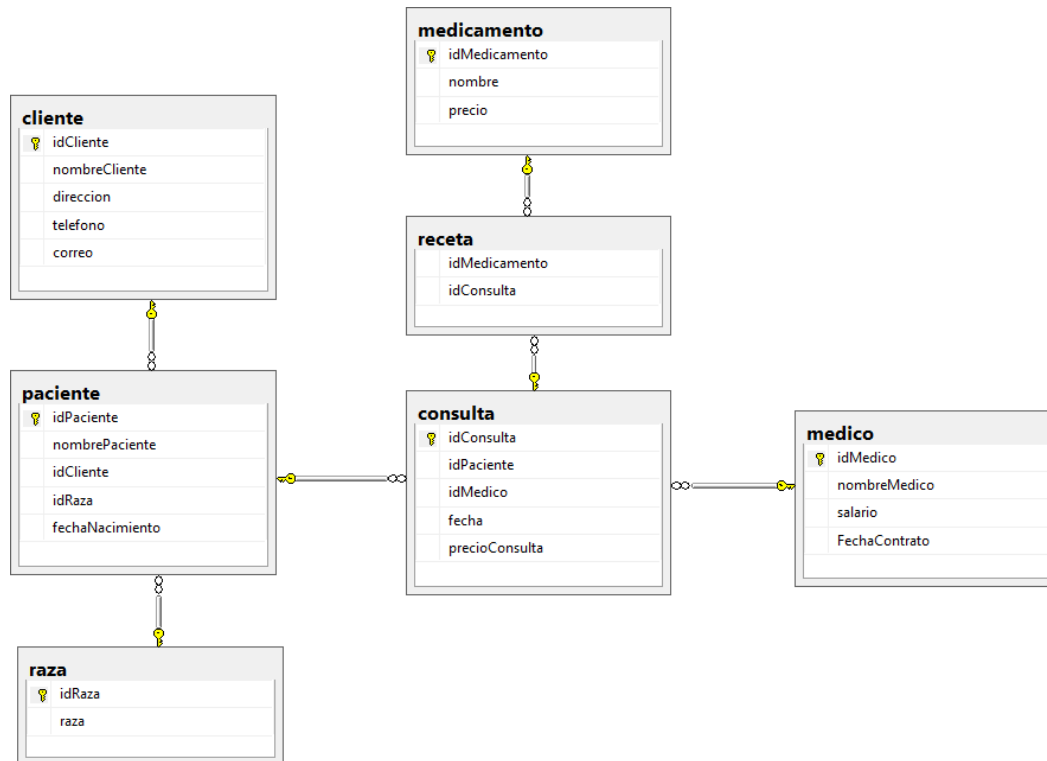 medicamento
idMedicamento
nombre
precio
cliente
idCliente
nombreCliente
direccion
telefono
correo
receta
idMedicamento
idConsulta
paciente
idPaciente
nombrePaciente
idCliente
idRaza
fechaNacimiento
consulta
idConsulta
idPaciente
idMedico
fecha
precioConsulta
medico
idMedico
nombreMedico
salario
FechaContrato
raza
idRaza
raza